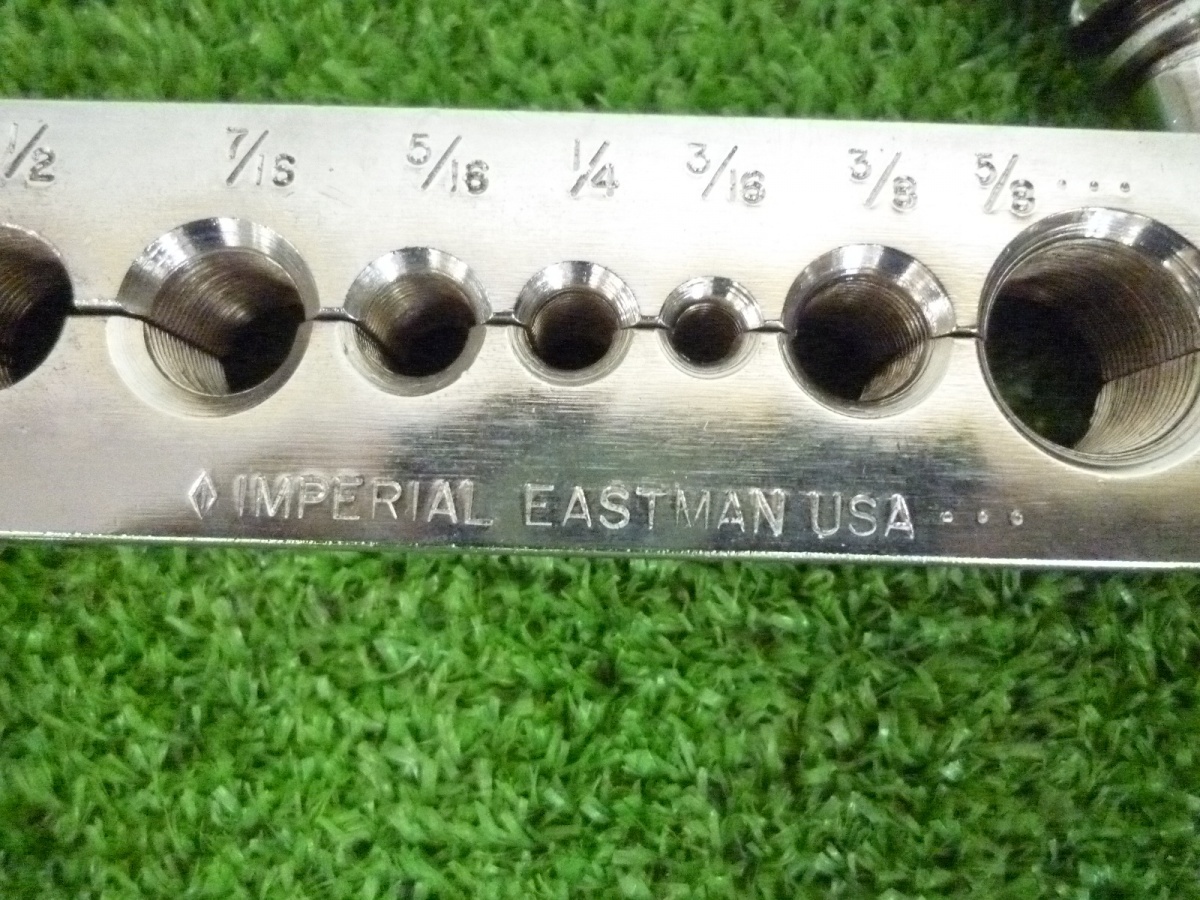 1/2 7/16 5/16 1/4 3/16 3/8 5/8 ...
IMPERIAL EASTMAN USA ...